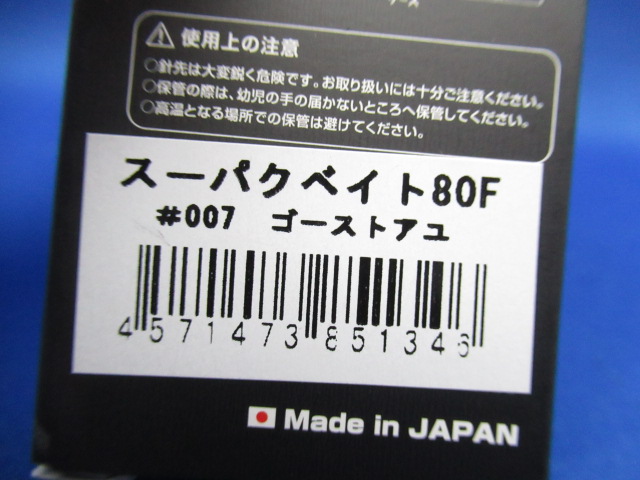 ⚠使用上の注意
○針先は大変鋭く危険です。お取り扱いには十分ご注意ください。
○保管の際は、幼児の手の届かないところへ保管してください。
○高温となる場所での保管は避けてください。
スーパクベイト80F
#007 ゴーストアユ
4571473851346
Made in JAPAN